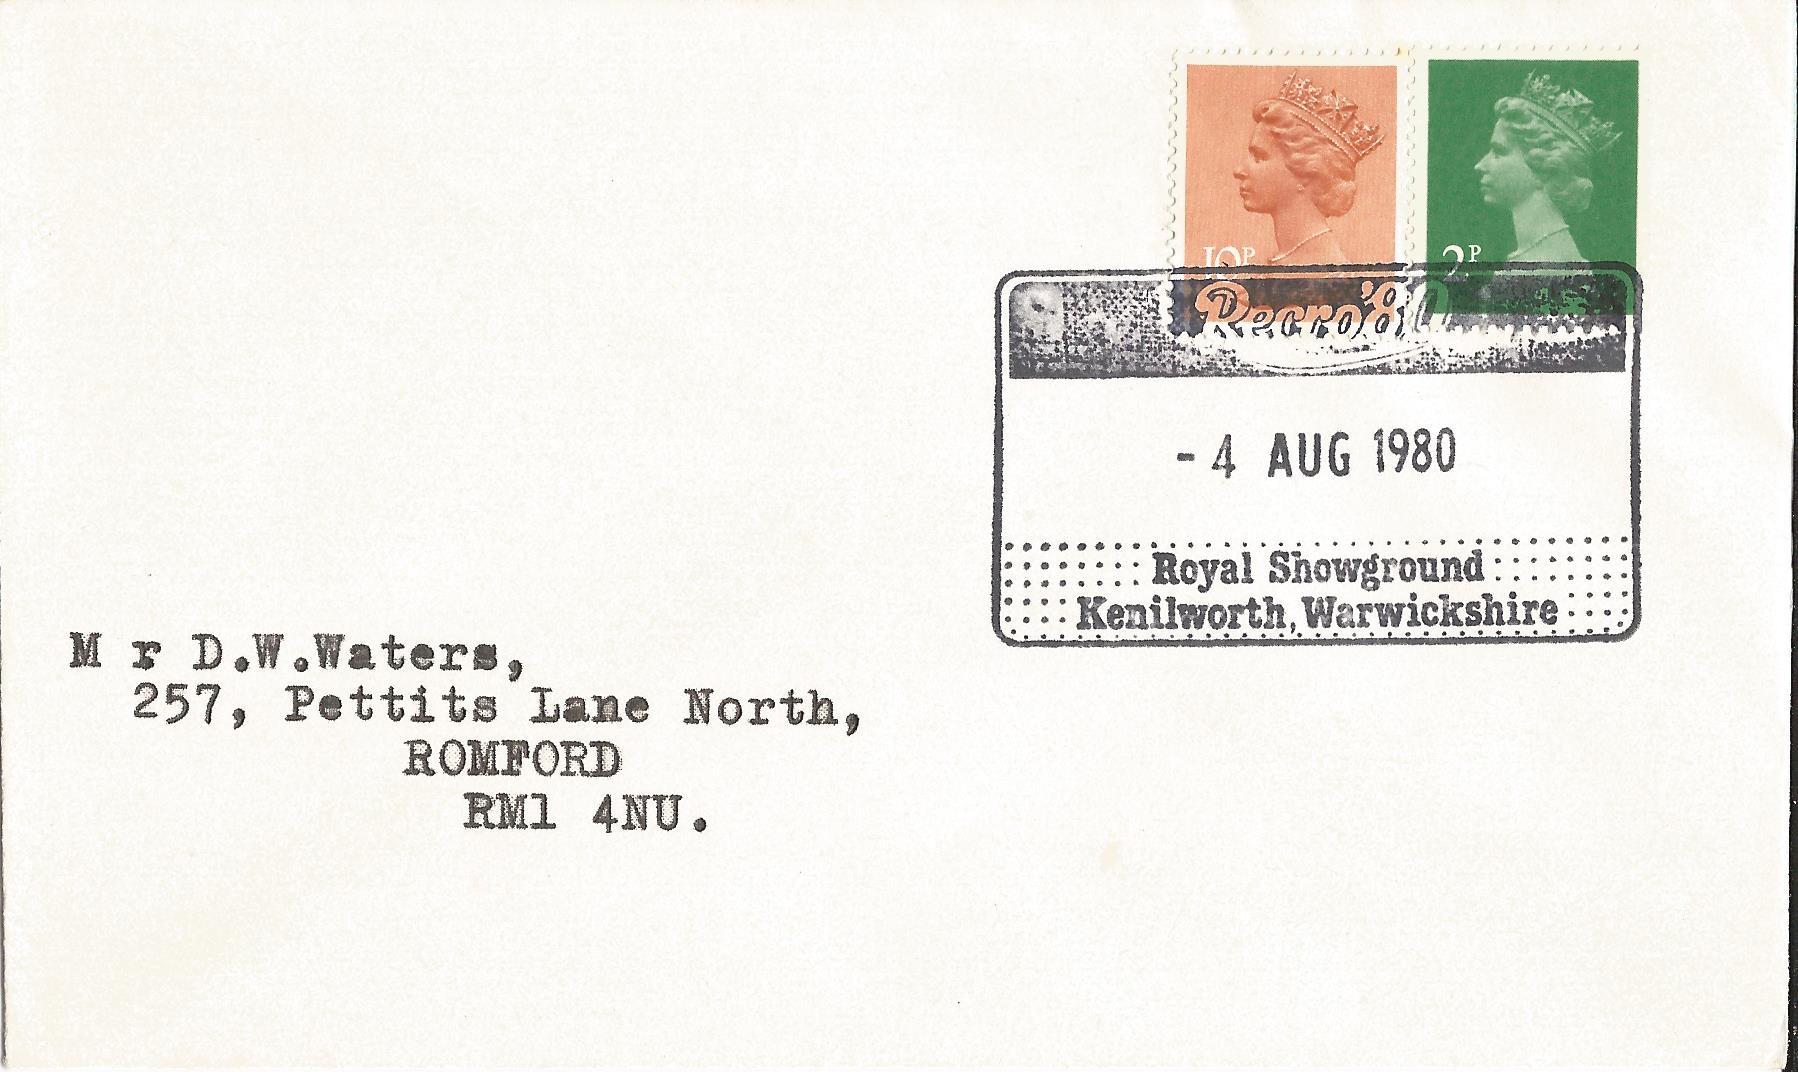 10P
2P
Recro'80
- 4 AUG 1980
Royal Showground
Kenilworth, Warwickshire
M r D.W.Waters,
257, Pettits Lane North,
ROMFORD
RM1 4NU.